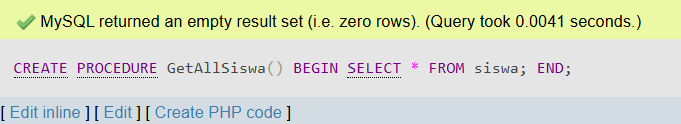 MySQL returned an empty result set (i.e. zero rows). (Query took 0.0041 seconds.)
CREATE PROCEDURE GetAllSiswa() BEGIN SELECT * FROM siswa; END;
[ Edit inline ] [ Edit ] [ Create PHP code ]